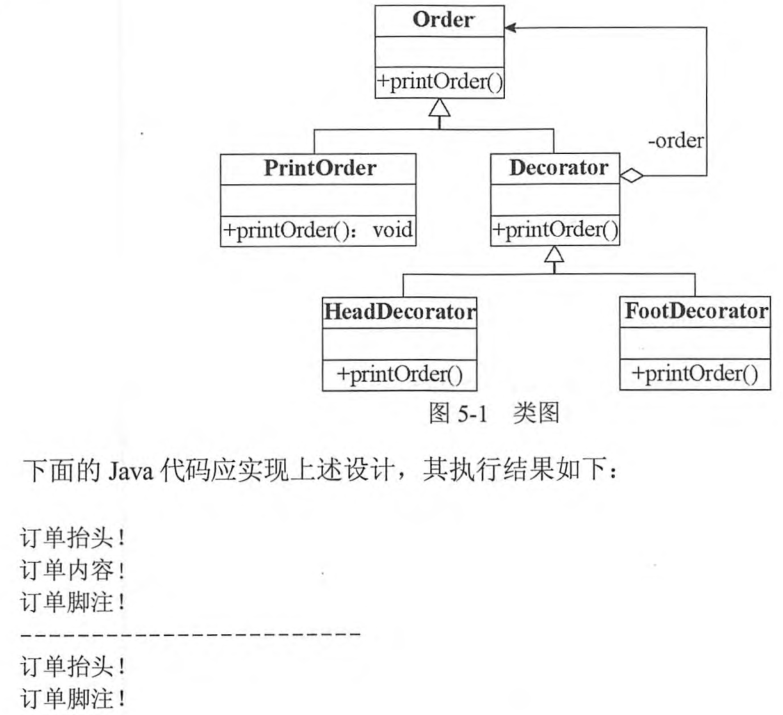 Order
+printOrder()
-order
PrintOrder
+printOrder()：void
Decorator
+printOrder()
HeadDecorator
+printOrder()
FootDecorator
+printOrder()
图 5-1 类图
下面的 Java 代码应实现上述设计，其执行结果如下：
订单抬头！
订单内容！
订单脚注！
------------------------
订单抬头！
订单脚注！